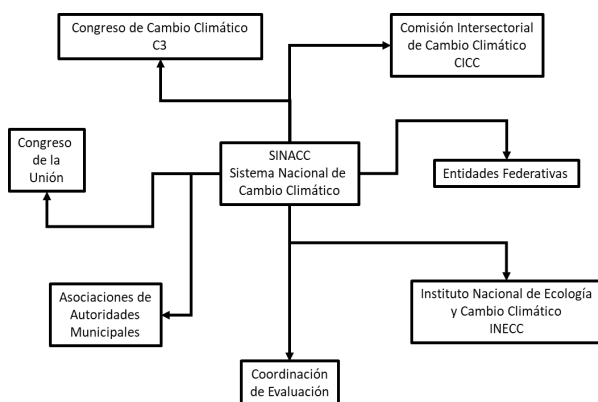 Congreso de Cambio Climático
C3
Comisión Intersectorial
de Cambio Climático
CICC
Congreso
de la
Unión
SINACC
Sistema Nacional de
Cambio Climático
Entidades Federativas
Asociaciones de
Autoridades
Municipales
Instituto Nacional de Ecología
y Cambio Climático
INECC
Coordinación
de Evaluación